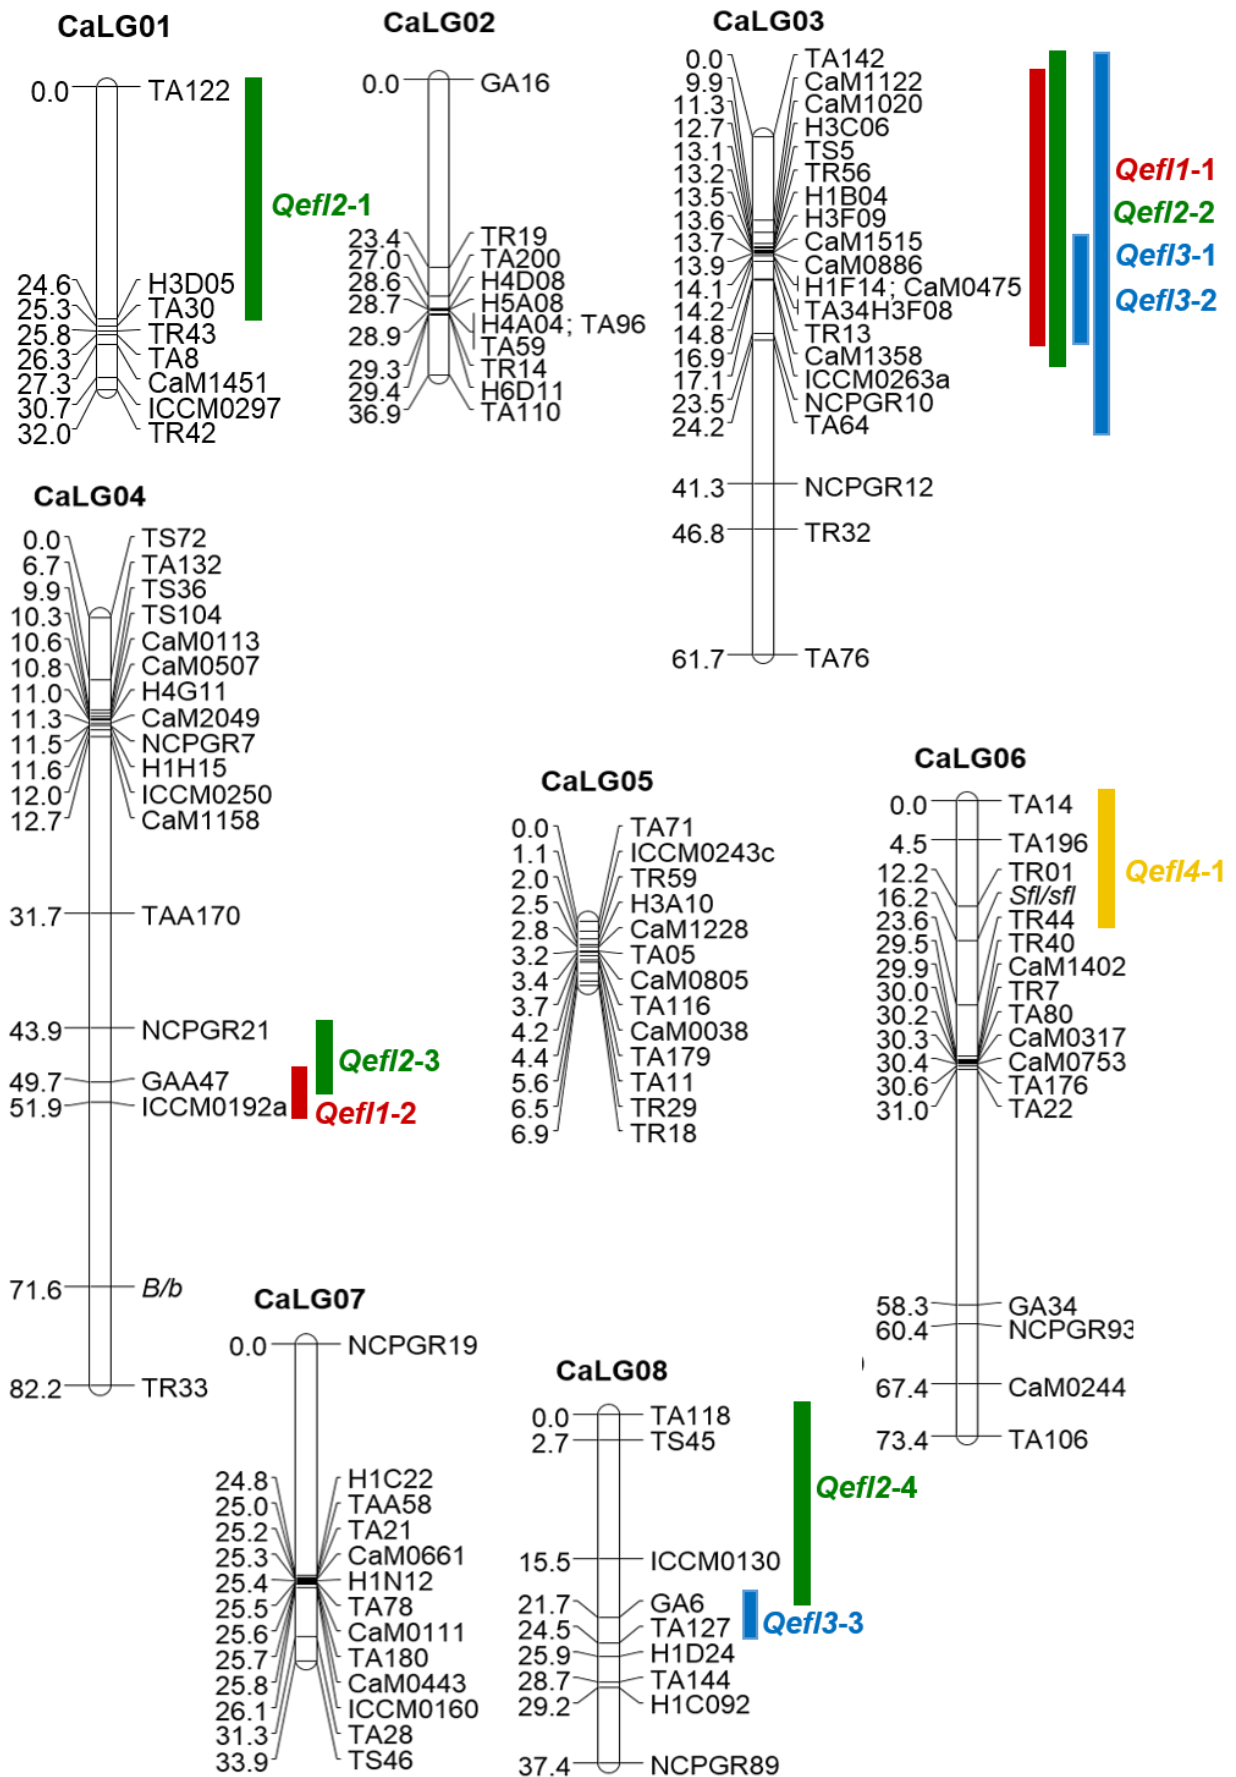 CaLG01
0.0 TA122
24.6 H3D05
25.3 TA30
25.8 TR43
26.3 TA8
27.3 CaM1451
30.7 ICCM0297
32.0 TR42
Qefl2-1
CaLG02
0.0 GA16
23.4 TR19
27.0 TA200
28.6 H4D08
28.7 H5A08
28.9 H4A04; TA96
TA59
29.3 TR14
29.4 H6D11
36.9 TA110
CaLG03
0.0 TA142
9.9 CaM1122
11.3 CaM1020
12.7 H3C06
13.1 TS5
13.2 TR56
13.5 H1B04
13.6 H3F09
13.7 CaM1515
13.9 CaM0886
14.1 H1F14; CaM0475
14.2 TA34H3F08
14.8 TR13
16.9 CaM1358
17.1 ICCM0263a
23.5 NCPGR10
24.2 TA64
41.3 NCPGR12
46.8 TR32
61.7 TA76
Qefl1-1
Qefl2-2
Qefl3-1
Qefl3-2
CaLG04
0.0 TS72
6.7 TA132
9.9 TS36
10.3 TS104
10.6 CaM0113
10.8 CaM0507
11.0 H4G11
11.3 CaM2049
11.5 NCPGR7
11.6 H1H15
12.0 ICCM0250
12.7 CaM1158
31.7 TAA170
43.9 NCPGR21
49.7 GAA47
51.9 ICCM0192a
71.6 B/b
82.2 TR33
Qefl2-3
Qefl1-2
CaLG05
0.0 TA71
1.1 ICCM0243c
2.0 TR59
2.5 H3A10
2.8 CaM1228
3.2 TA05
3.4 CaM0805
3.7 TA116
4.2 CaM0038
4.4 TA179
5.6 TA11
6.5 TR29
6.9 TR18
CaLG06
0.0 TA14
4.5 TA196
12.2 TR01
16.2 Sfl/sfl
23.6 TR44
29.5 TR40
29.9 CaM1402
30.0 TR7
30.2 TA80
30.3 CaM0317
30.4 CaM0753
30.6 TA176
31.0 TA22
58.3 GA34
60.4 NCPGR93
67.4 CaM0244
73.4 TA106
Qefl4-1
CaLG07
0.0 NCPGR19
24.8 H1C22
25.0 TAA58
25.2 TA21
25.3 CaM0661
25.4 H1N12
25.5 TA78
25.6 CaM0111
25.7 TA180
25.8 CaM0443
26.1 ICCM0160
31.3 TA28
33.9 TS46
CaLG08
0.0 TA118
2.7 TS45
15.5 ICCM0130
21.7 GA6
24.5 TA127
25.9 H1D24
28.7 TA144
29.2 H1C092
37.4 NCPGR89
Qefl2-4
Qefl3-3